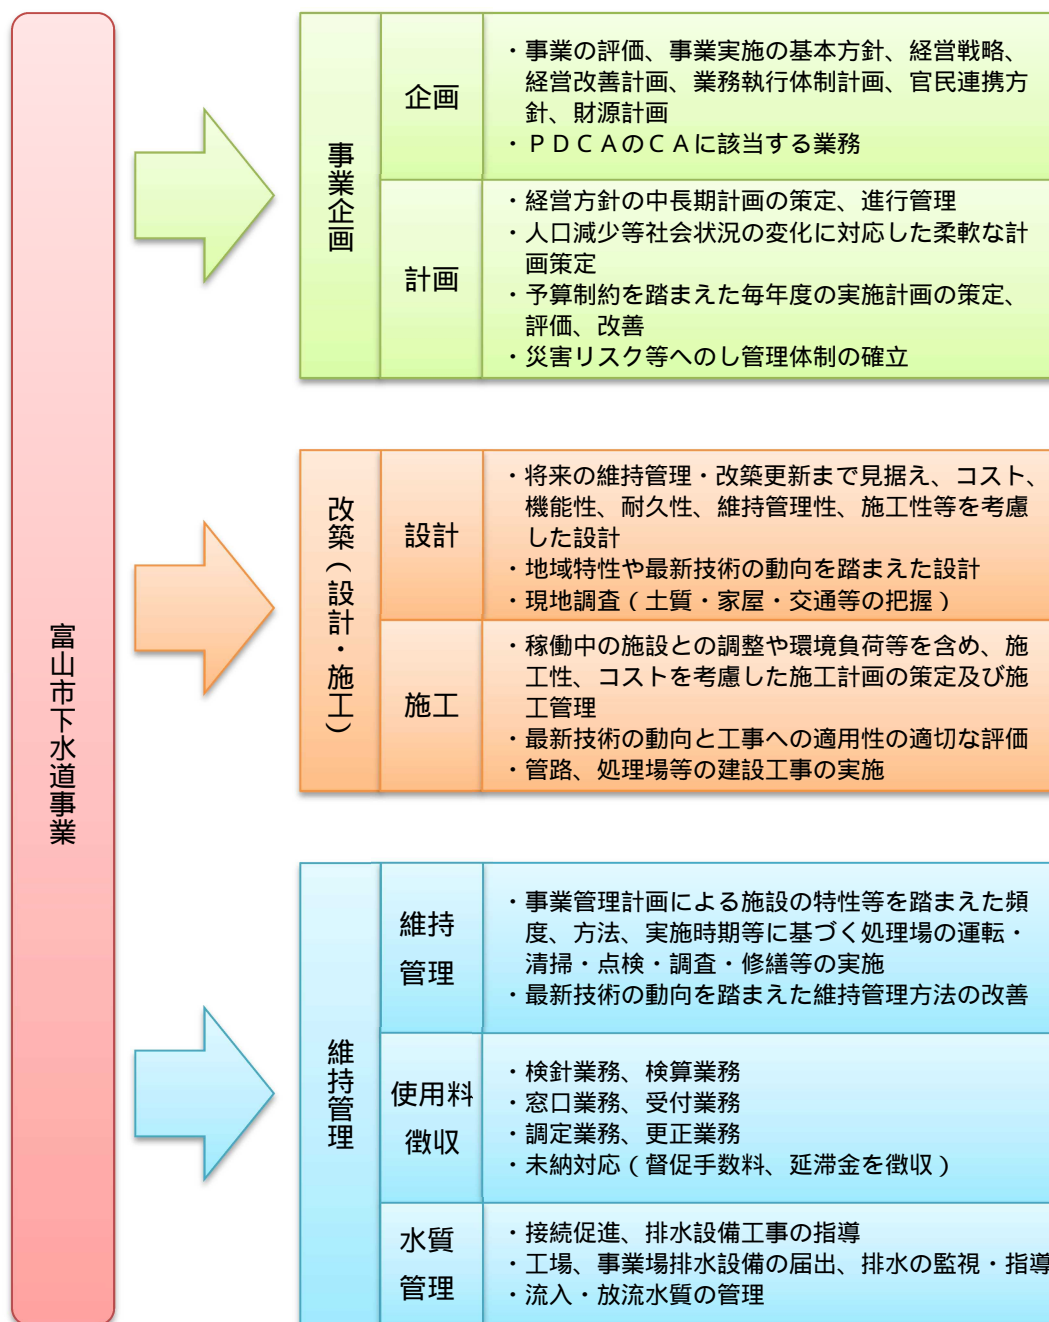 富山市下水道事業
事業企画
企画
・事業の評価、事業実施の基本方針、経営戦略、
経営改善計画、業務執行体制計画、官民連携方
針、財源計画
・ＰＤＣＡのＣＡに該当する業務
計画
・経営方針の中長期計画の策定、進行管理
・人口減少等社会状況の変化に対応した柔軟な計
画策定
・予算制約を踏まえた毎年度の実施計画の策定、
評価、改善
・災害リスク等へのし管理体制の確立
改築（設計・施工）
設計
・将来の維持管理・改築更新まで見据え、コスト、
機能性、耐久性、維持管理性、施工性等を考慮
した設計
・地域特性や最新技術の動向を踏まえた設計
・現地調査（土質・家屋・交通等の把握）
施工
・稼働中の施設との調整や環境負荷等を含め、施
工性、コストを考慮した施工計画の策定及び施
工管理
・最新技術の動向と工事への適用性の適切な評価
・管路、処理場等の建設工事の実施
維持管理
維持
管理
・事業管理計画による施設の特性等を踏まえた頻
度、方法、実施時期等に基づく処理場の運転・
清掃・点検・調査・修繕等の実施
・最新技術の動向を踏まえた維持管理方法の改善
使用料
徴収
・検針業務、検算業務
・窓口業務、受付業務
・調定業務、更正業務
・未納対応（督促手数料、延滞金を徴収）
水質
管理
・接続促進、排水設備工事の指導
・工場、事業場排水設備の届出、排水の監視・指導
・流入・放流水質の管理